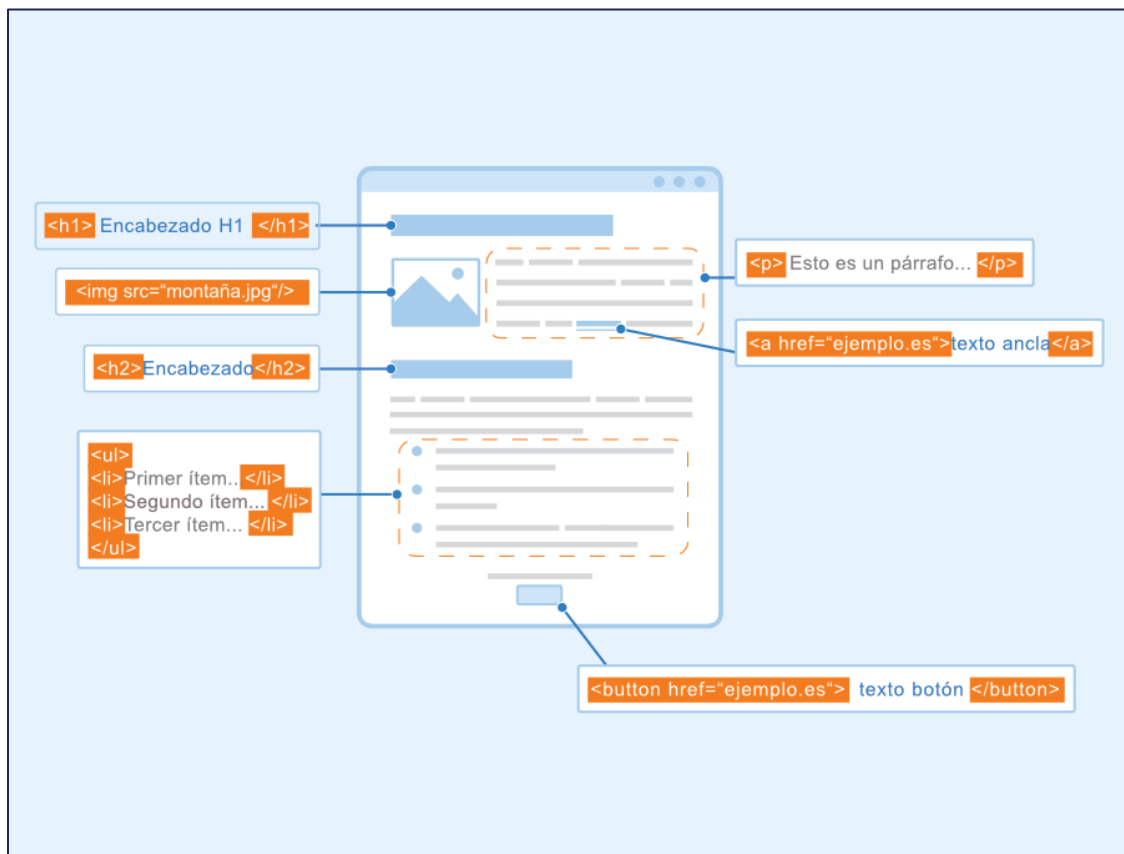 <h1> Encabezado H1 </h1>
<img src=“montaña.jpg“/>
<h2>Encabezado</h2>
<ul>
<li>Primer ítem...</li>
<li>Segundo ítem... </li>
<li>Tercer ítem... </li>
</ul>
<p> Esto es un párrafo... </p>
<a href=“ejemplo.es“>texto ancla</a>
<button href=“ejemplo.es“> texto botón </button>